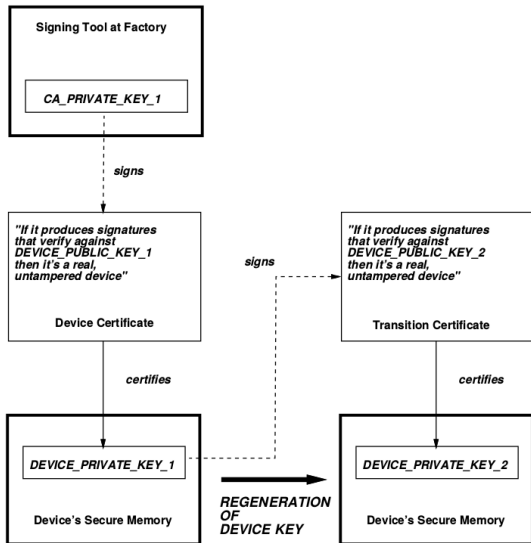 Signing Tool at Factory
CA_PRIVATE_KEY_1
signs
"If it produces signatures
that verify against
DEVICE_PUBLIC_KEY_1
then it's a real,
untampered device"
Device Certificate
signs
"If it produces signatures
that verify against
DEVICE_PUBLIC_KEY_2
then it's a real,
untampered device"
Transition Certificate
certifies
certifies
DEVICE_PRIVATE_KEY_1
Device's Secure Memory
REGENERATION
OF
DEVICE KEY
DEVICE_PRIVATE_KEY_2
Device's Secure Memory